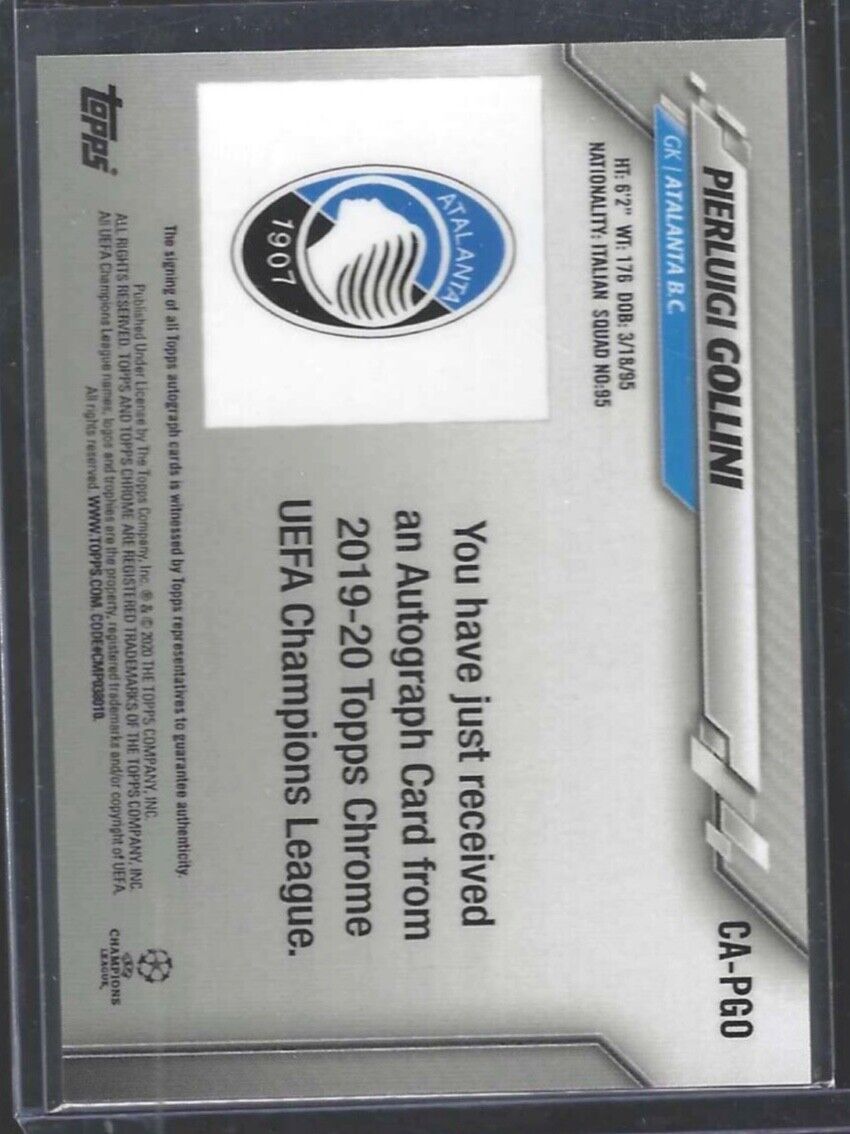 PIERLUIGI GOLLINI
CA-PGO
GK | ATALANTA B.C.
HT: 6'2" WT: 176 DOB: 3/18/95
NATIONALITY: ITALIAN SQUAD NO:95
ATALANTA
1907
You have just received
an Autograph Card from
2019-20 Topps Chrome
UEFA Champions League.
The signing of all Topps autograph cards is witnessed by Topps representatives to guarantee authenticity.
Published Under License by The Topps Company, Inc. ® & © 2020 THE TOPPS COMPANY, INC.
ALL RIGHTS RESERVED. TOPPS AND TOPPS CHROME ARE REGISTERED TRADEMARKS OF THE TOPPS COMPANY, INC.
All UEFA Champions League names, logos and trophies are the property, registered trademarks and/or copyright of UEFA.
All rights reserved. WWW.TOPPS.COM. CODE#CMP038010.
topps®
UEFA
CHAMPIONS
LEAGUE